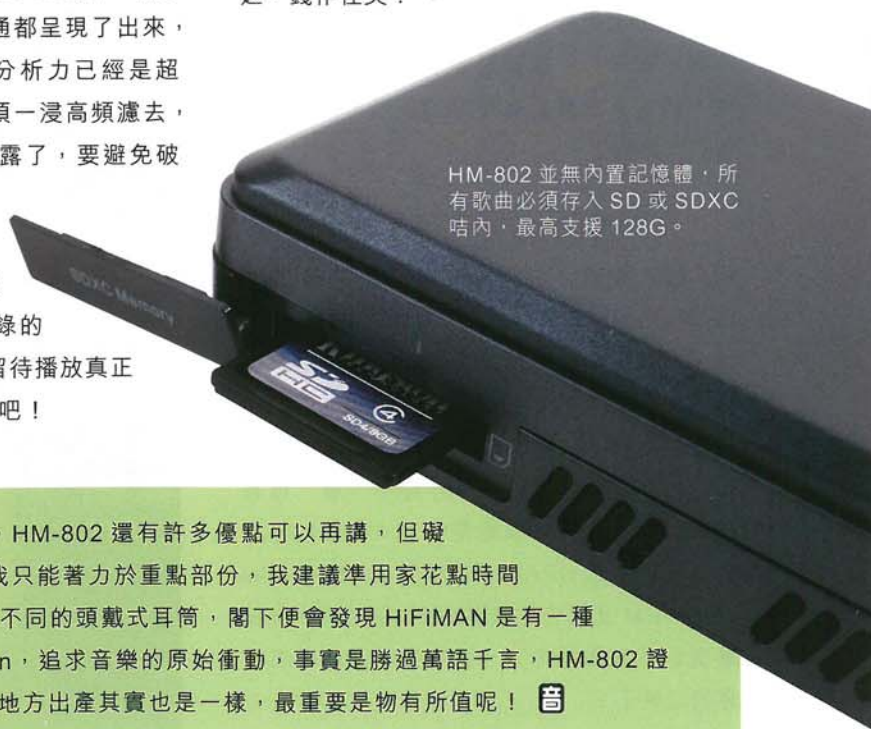 通都呈現了出來，
分析力已經是超
頂一浸高頻濾去，
露了，要避免破
錄的
留待播放真正
吧！
HM-802 並無內置記憶體，所
有歌曲必須存入 SD 或 SDXC
咭內，最高支援 128G。
SDXC Memory
SD
HC
4
SD4/8GB
HM-802 還有許多優點可以再講，但礙
我只能著力於重點部份，我建議準用家花點時間
不同的頭戴式耳筒，閣下便會發現 HiFiMAN 是有一種
n，追求音樂的原始衝動，事實是勝過萬語千言，HM-802 證
地方出產其實也是一樣，最重要是物有所值呢！音